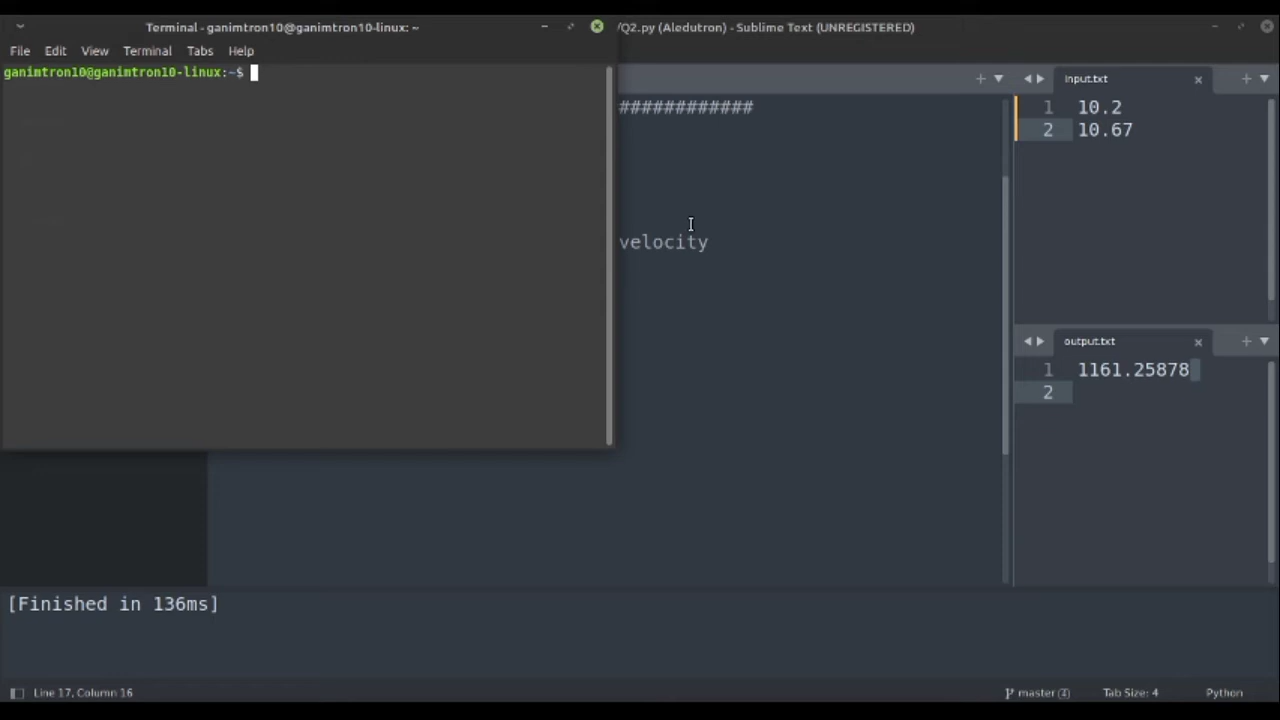 Terminal - ganimtron10@ganimtron10-linux: ~
/Q2.py (Aledutron) - Sublime Text (UNREGISTERED)
File Edit View Terminal Tabs Help
ganimtron10@ganimtron10-linux:~$
############
velocity
input.txt
1 10.2
2 10.67
output.txt
1 1161.25878
2
[Finished in 136ms]
Line 17, Column 16
master (2)
Tab Size: 4
Python